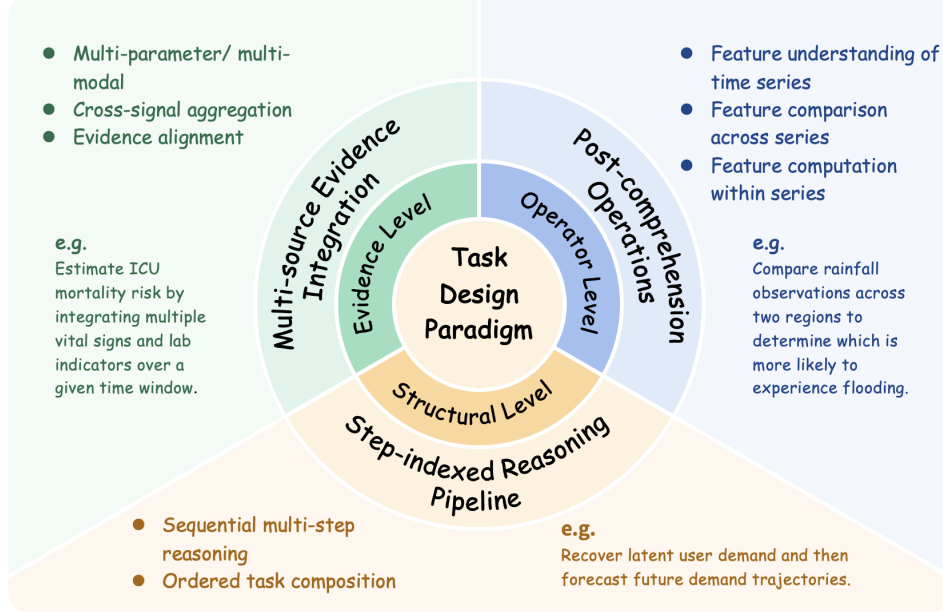 Multi-parameter/ multi-
modal
Cross-signal aggregation
Evidence alignment
e.g.
Estimate ICU
mortality risk by
integrating multiple
vital signs and lab
indicators over a
given time window.
Multi-source Evidence
Integration
Evidence Level
Task
Design
Paradigm
Operator Level
Post-comprehension
Operations
Feature understanding of
time series
Feature comparison
across series
Feature computation
within series
e.g.
Compare rainfall
observations across
two regions to
determine which is
more likely to
experience flooding.
Structural Level
Step-indexed Reasoning
Pipeline
Sequential multi-step
reasoning
Ordered task composition
e.g.
Recover latent user demand and then
forecast future demand trajectories.